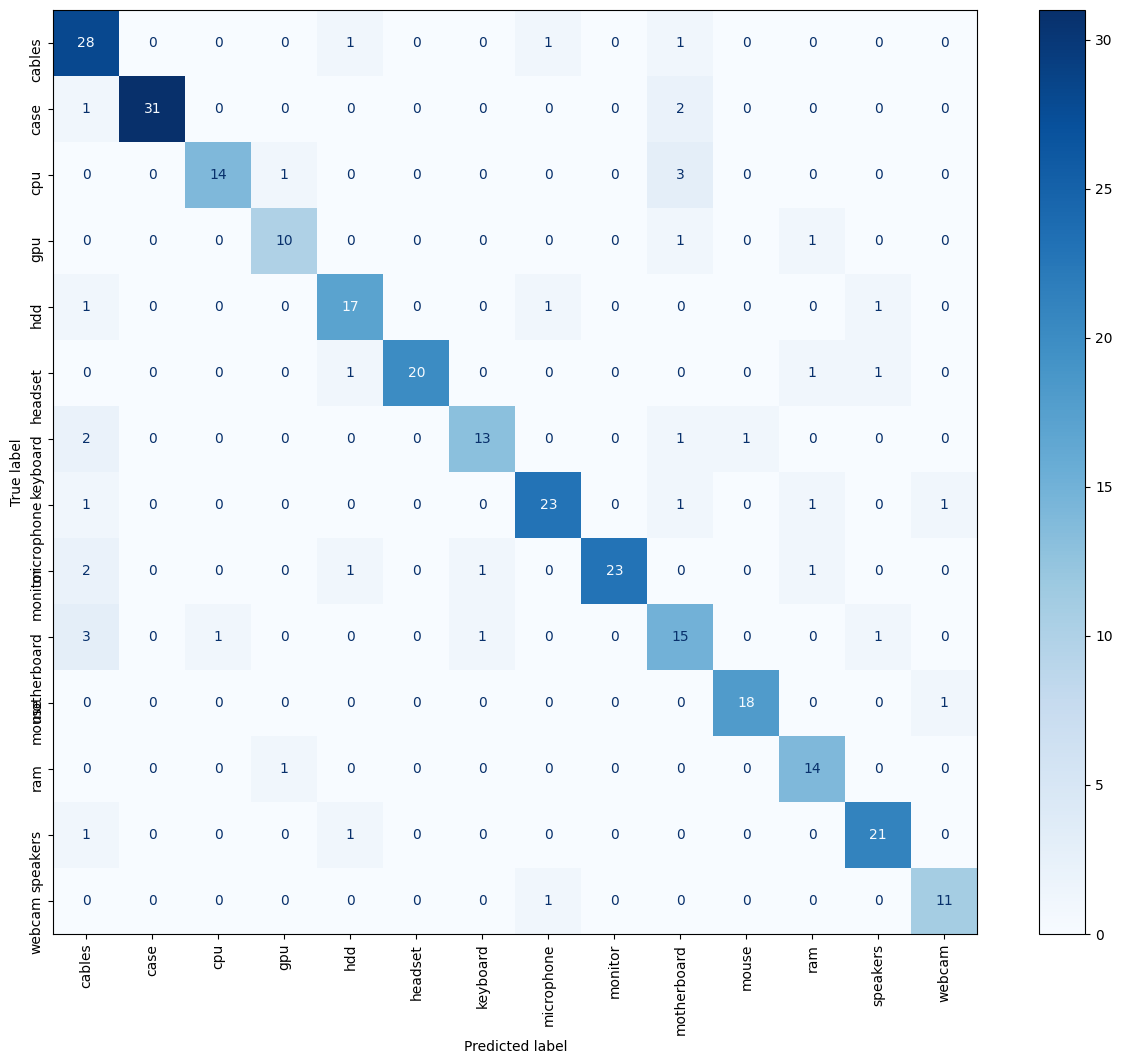 cables 28 0 0 0 1 0 0 1 0 1 0 0 0 0
case 1 31 0 0 0 0 0 0 0 2 0 0 0 0
cpu 0 0 14 1 0 0 0 0 0 3 0 0 0 0
gpu 0 0 0 10 0 0 0 0 0 1 0 1 0 0
hdd 1 0 0 0 17 0 0 1 0 0 0 0 1 0
headset 0 0 0 0 1 20 0 0 0 0 0 1 1 0
keyboard 2 0 0 0 0 0 13 0 0 1 1 0 0 0
microphone 1 0 0 0 0 0 0 23 0 1 0 1 0 1
monitor 2 0 0 0 1 0 1 0 23 0 0 1 0 0
motherboard 3 0 1 0 0 0 1 0 0 15 0 0 1 0
mouse 0 0 0 0 0 0 0 0 0 0 18 0 0 1
ram 0 0 0 1 0 0 0 0 0 0 0 14 0 0
speakers 1 0 0 0 1 0 0 0 0 0 0 0 21 0
webcam 0 0 0 0 0 0 0 1 0 0 0 0 0 11
True label
cables case cpu gpu hdd headset keyboard microphone monitor motherboard mouse ram speakers webcam
Predicted label
30
25
20
15
10
5
0